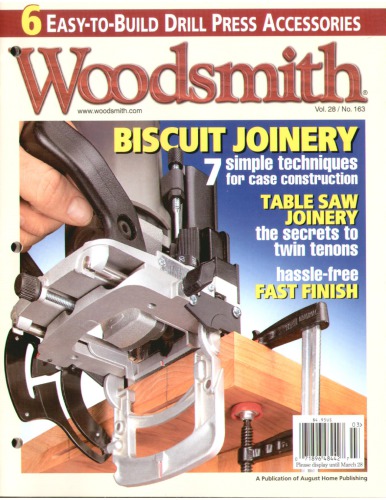 6 EASY-TO-BUILD DRILL PRESS ACCESSORIES
Woodsmith®
www.woodsmith.com
Vol. 28 / No. 163
BISCUIT JOINERY
7 simple techniques
for case construction
TABLE SAW
JOINERY
the secrets to
twin tenons
hassle-free
FAST FINISH
03>
Please display until March 28
A Publication of August Home Publishing